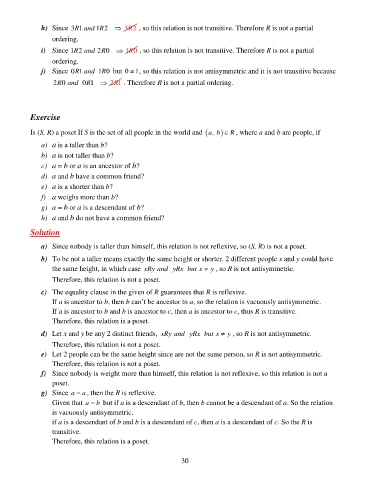 h) Since 3R1 and 1R2 ⇒ 3R2 , so this relation is not transitive. Therefore R is not a partial
ordering.
i) Since 1R2 and 2R0 ⇒ 1R0 , so this relation is not transitive. Therefore R is not a partial
ordering.
j) Since 0R1 and 1R0 but 0 ≠ 1, so this relation is not antisymmetric and it is not transitive because
2R0 and 0R1 ⇒ 2R1 . Therefore R is not a partial ordering.
Exercise
Is (S, R) a poset If S is the set of all people in the world and (a, b) ∈ R , where a and b are people, if
a) a is a taller than b?
b) a is not taller than b?
c) a = b or a is an ancestor of b?
d) a and b have a common friend?
e) a is a shorter than b?
f) a weighs more than b?
g) a = b or a is a descendant of b?
h) a and b do not have a common friend?
Solution
a) Since nobody is taller than himself, this relation is not reflexive, so (S, R) is not a poset.
b) To be not a taller means exactly the same height or shorter. 2 different people x and y could have
the same height, in which case xRy and yRx but x ≠ y , so R is not antisymmetric.
Therefore, this relation is not a poset.
c) The equality clause in the given of R guarantees that R is reflexive.
If a is ancestor to b, then b can't be ancestor to a, so the relation is vacuously antisymmetric.
If a is ancestor to b and b is ancestor to c, then a is ancestor to c, thus R is transitive.
Therefore, this relation is a poset.
d) Let x and y be any 2 distinct friends, xRy and yRx but x ≠ y , so R is not antisymmetric.
Therefore, this relation is not a poset.
e) Let 2 people can be the same height since are not the same person, so R is not antisymmetric.
Therefore, this relation is not a poset.
f) Since nobody is weight more than himself, this relation is not reflexive, so this relation is not a
poset.
g) Since a = a , then the R is reflexive.
Given that a = b but if a is a descendant of b, then b cannot be a descendant of a. So the relation
is vacuously antisymmetric.
if a is a descendant of b and b is a descendant of c, then a is a descendant of c. So the R is
transitive.
Therefore, this relation is a poset.
30